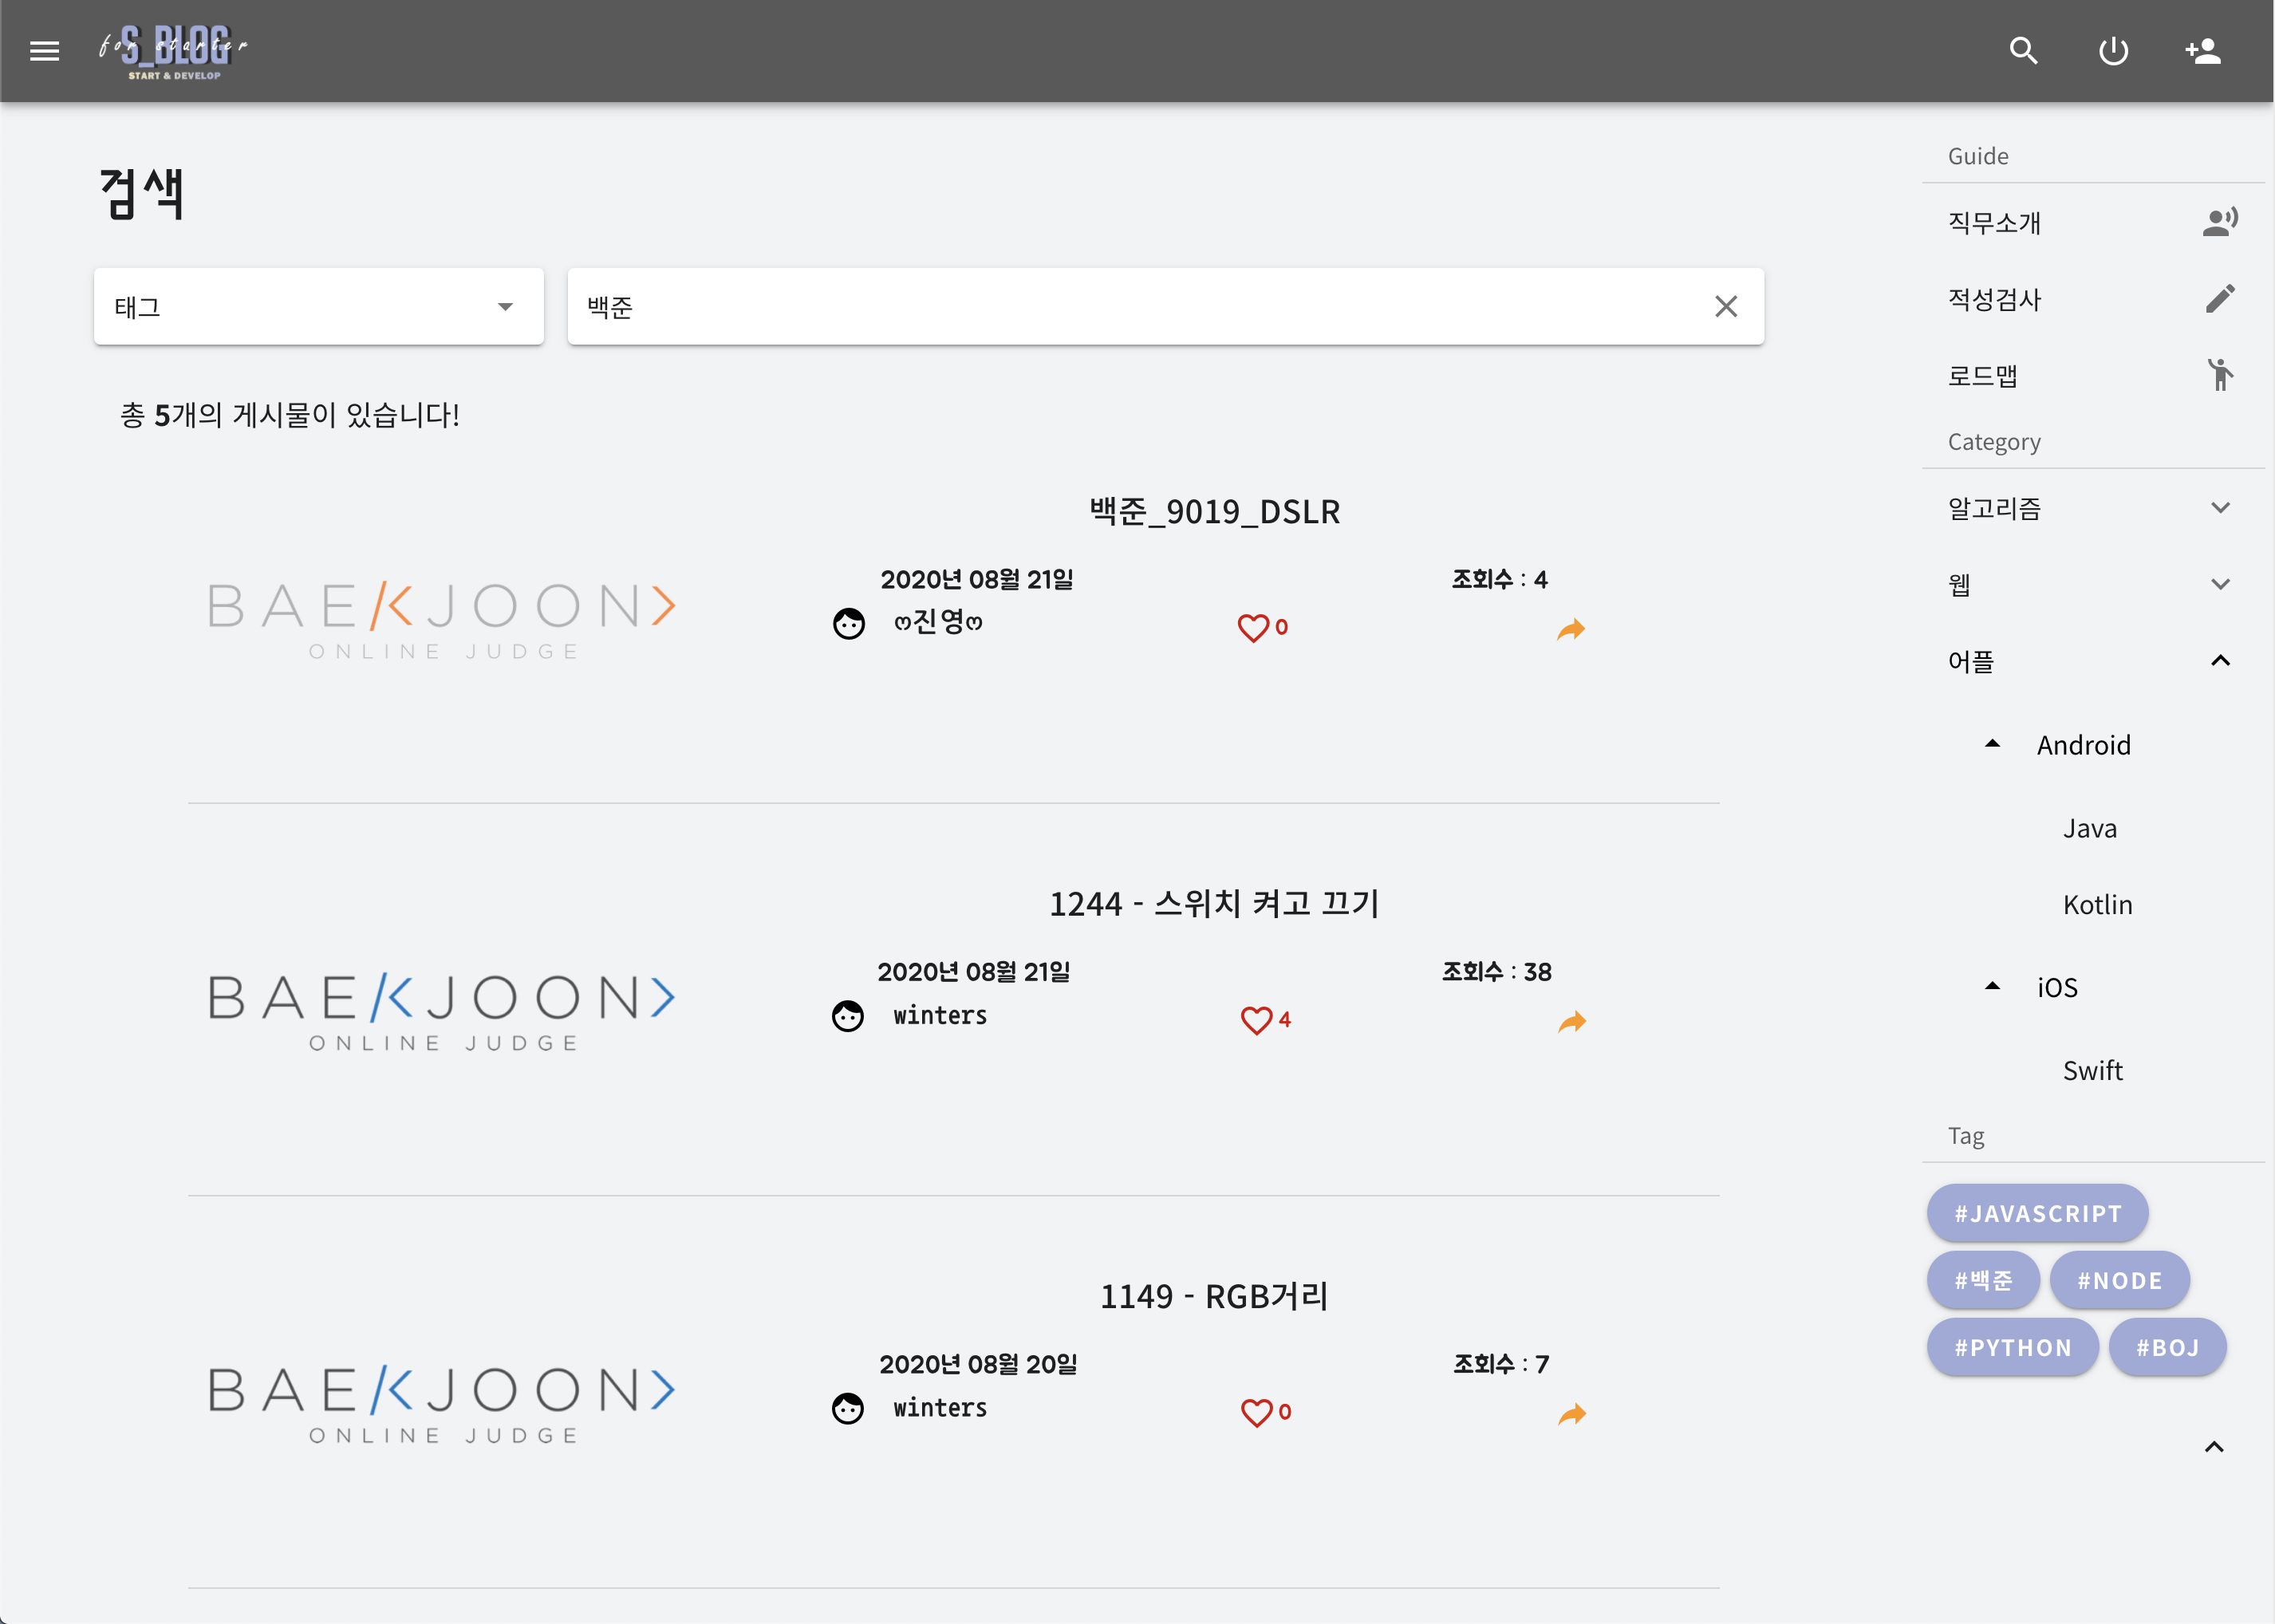 for starter
S_BLOG
START & DEVELOP
검색
태그
백준
총 5개의 게시물이 있습니다!
백준_9019_DSLR
BAEKJOON
ONLINE JUDGE
2020년 08월 21일
조회수 : 4
ღ진영ღ
0
1244 - 스위치 켜고 끄기
BAEKJOON
ONLINE JUDGE
2020년 08월 21일
조회수 : 38
winters
4
1149 - RGB거리
BAEKJOON
ONLINE JUDGE
2020년 08월 20일
조회수 : 7
winters
0
Guide
직무소개
적성검사
로드맵
Category
알고리즘
웹
어플
Android
Java
Kotlin
iOS
Swift
Tag
#JAVASCRIPT
#백준 #NODE
#PYTHON #BOJ